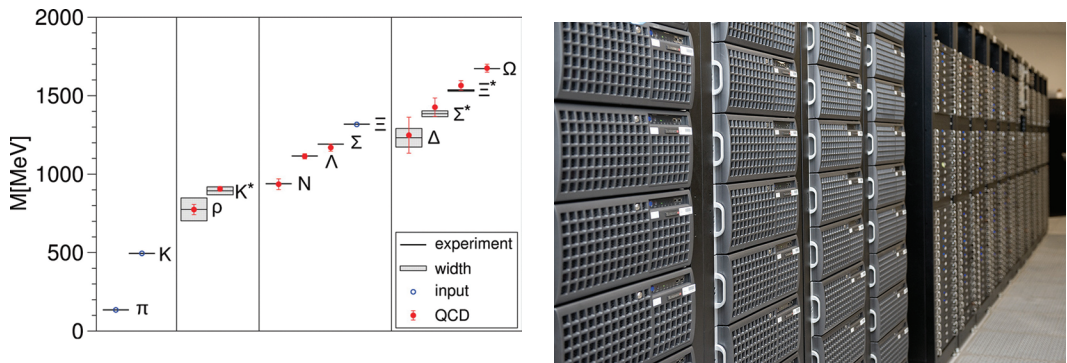 2000
1500
1000
500
0
M[MeV]
π
K
ρ
K*
N
Λ
Σ
Ξ
Δ
Σ*
Ξ*
Ω
experiment
width
input
QCD